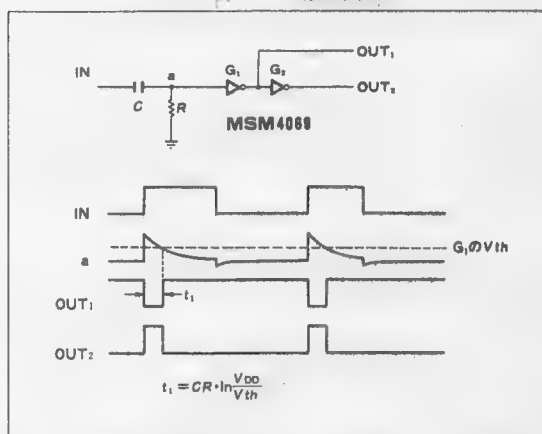 OUT₁
IN
a
G₁
G₂
OUT₂
C
R
MSM4069
IN
a
G₁のVth
OUT₁
t₁
OUT₂
t₁ = CR·ln VDD/Vth